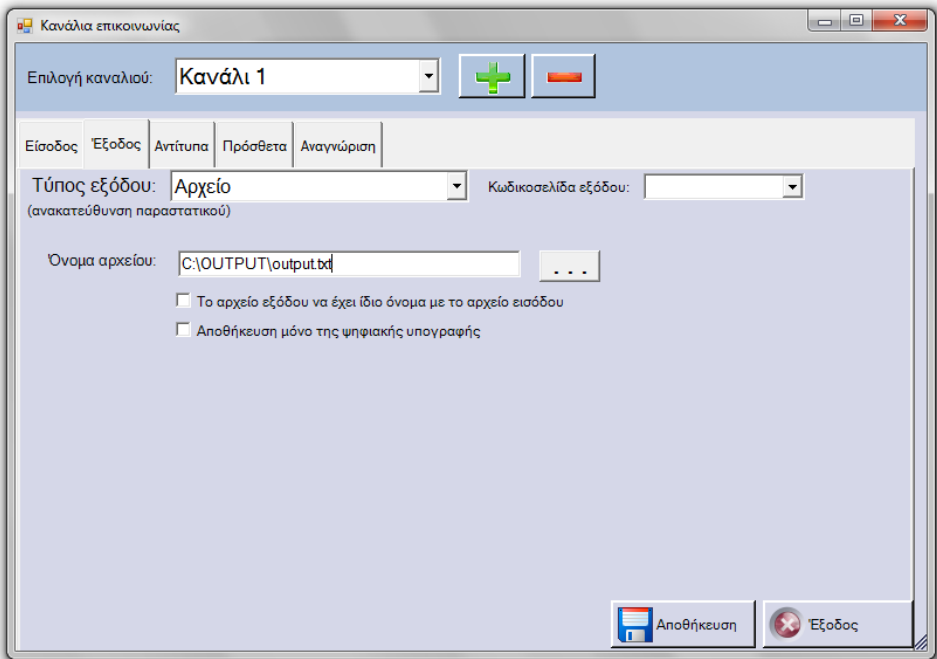 Κανάλια επικοινωνίας
Επιλογή καναλιού: Κανάλι 1
Είσοδος Έξοδος Αντίτυπα Πρόσθετα Αναγνώριση
Τύπος εξόδου: Αρχείο Κωδικοσελίδα εξόδου:
(ανακατεύθυνση παραστατικού)
Όνομα αρχείου: C:\OUTPUT\output.txt ...
Το αρχείο εξόδου να έχει ίδιο όνομα με το αρχείο εισόδου
Αποθήκευση μόνο της ψηφιακής υπογραφής
Αποθήκευση Έξοδος